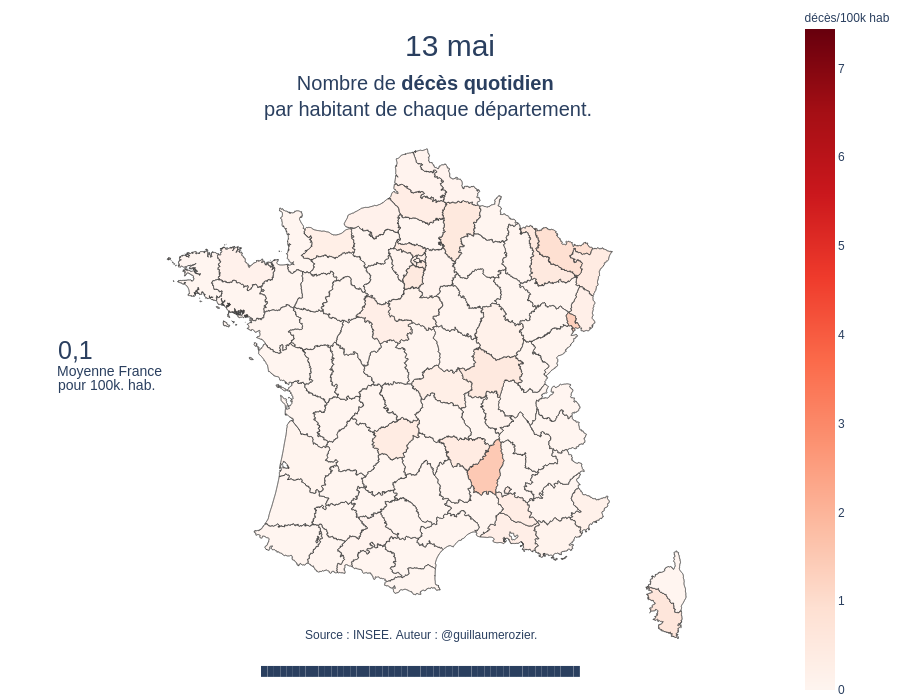 décès/100k hab
13 mai
Nombre de décès quotidien
par habitant de chaque département.
7
6
5
4
3
2
1
0
0,1
Moyenne France
pour 100k. hab.
Source : INSEE. Auteur : @guillaumerozier.